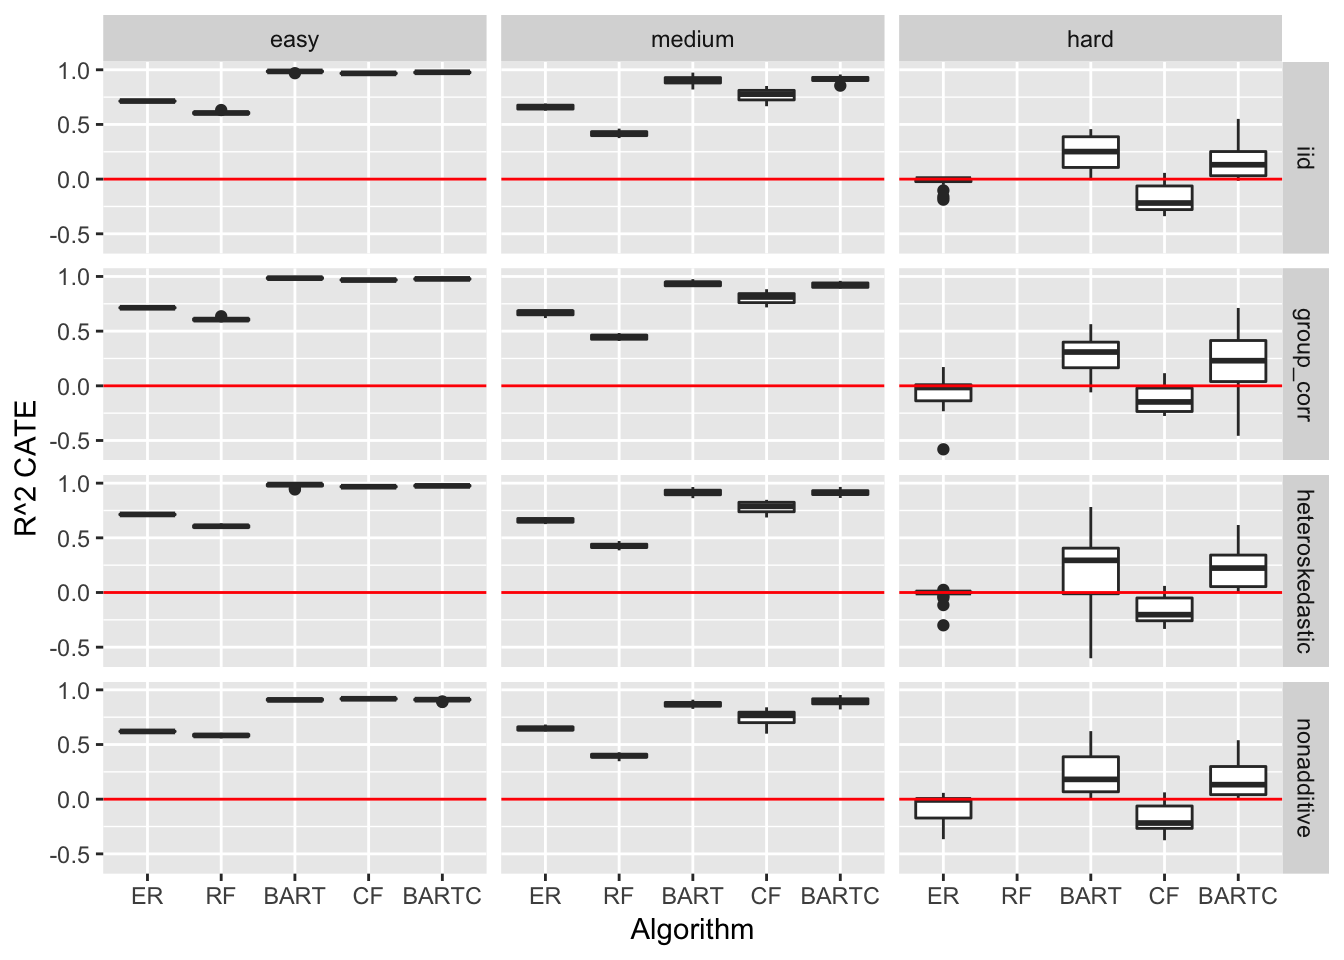 easy medium hard
1.0
0.5
0.0
-0.5
iid
1.0
0.5
0.0
-0.5
group_corr
1.0
0.5
0.0
-0.5
heteroskedastic
1.0
0.5
0.0
-0.5
nonadditive
R^2 CATE
ER RF BART CF BARTC ER RF BART CF BARTC ER RF BART CF BARTC
Algorithm